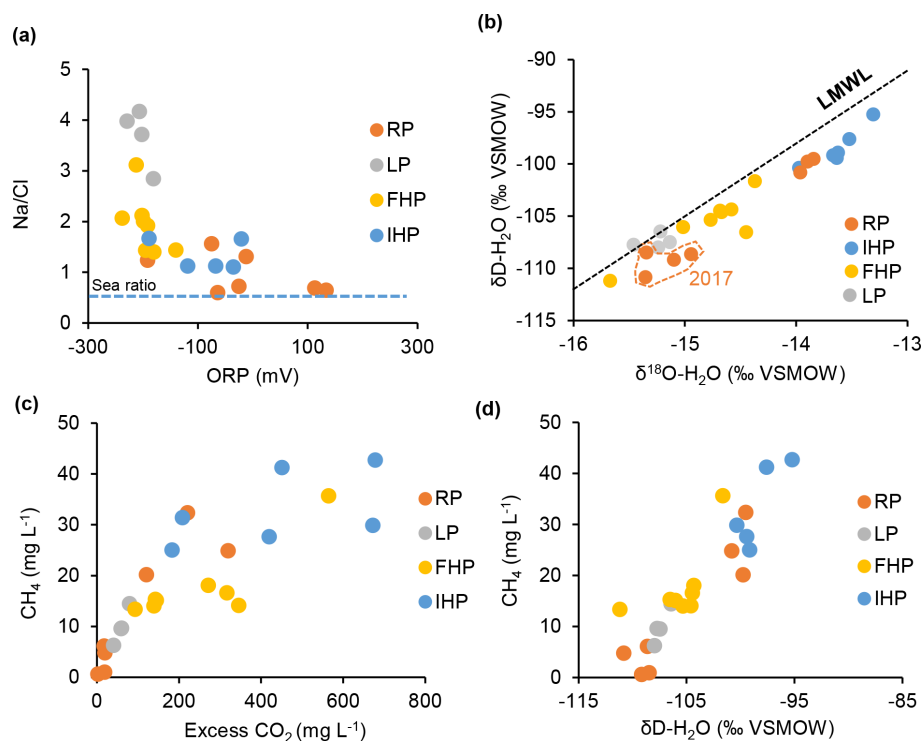 (a)
Na/Cl
5
4
3
2
1
0
Sea ratio
-300
-100
100
300
ORP (mV)
RP
LP
FHP
IHP
(b)
δD-H₂O (‰ VSMOW)
-90
-95
-100
-105
-110
-115
LMWL
2017
-16
-15
-14
-13
δ¹⁸O-H₂O (‰ VSMOW)
RP
IHP
FHP
LP
(c)
CH₄ (mg L⁻¹)
50
40
30
20
10
0
0
200
400
600
800
Excess CO₂ (mg L⁻¹)
RP
LP
FHP
IHP
(d)
CH₄ (mg L⁻¹)
50
40
30
20
10
0
-115
-105
-95
-85
δD-H₂O (‰ VSMOW)
RP
LP
FHP
IHP